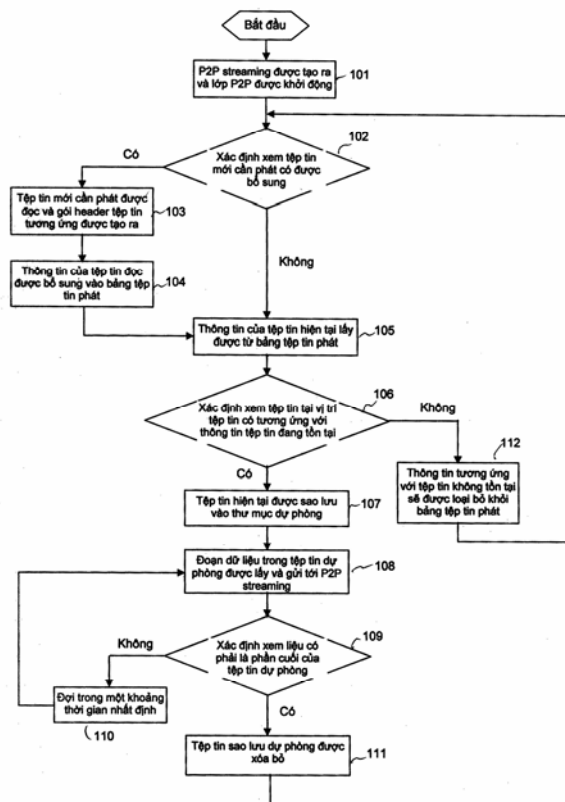 Bắt đầu
P2P streaming được tạo ra
và lớp P2P được khởi động
101
102
Có
Xác định xem tệp tin
mới cần phát có được
bổ sung
Tệp tin mới cần phát được
đọc và gói header tệp tin
tương ứng được tạo ra
103
Không
Thông tin của tệp tin đọc
được bổ sung vào bảng tệp
tin phát
104
Thông tin của tệp tin hiện tại lấy
được từ bảng tệp tin phát
105
106
Xác định xem tệp tin tại vị trí
tệp tin có tương ứng với
thông tin tệp tin đang tồn tại
Không
112
Có
Thông tin tương ứng
với tệp tin không tồn tại
sẽ được loại bỏ khỏi
bảng tệp tin phát
Tệp tin hiện tại được sao lưu
vào thư mục dự phòng
107
Đoạn dữ liệu trong tệp tin dự
phòng được lấy và gửi tới P2P
streaming
108
109
Không
Xác định xem liệu có
phải là phần cuối của
tệp tin dự phòng
Đợi trong một khoảng
thời gian nhất định
110
Có
Tệp tin sao lưu dự phòng được
xóa bỏ
111